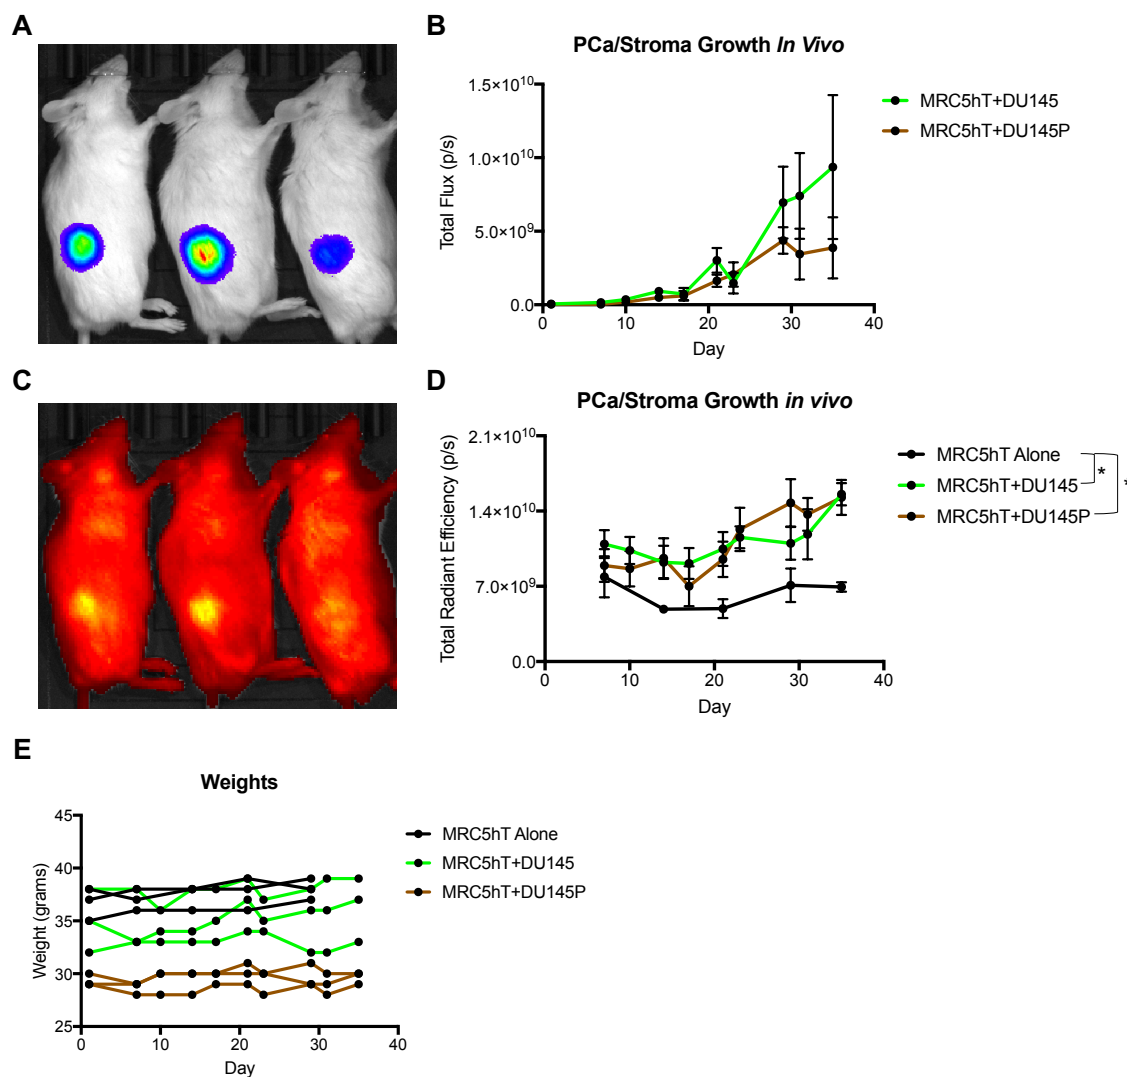 A
B
PCa/Stroma Growth In Vivo
1.5×10¹⁰
1.0×10¹⁰
5.0×10⁹
0.0
Total Flux (p/s)
0 10 20 30 40
Day
MRC5hT+DU145
MRC5hT+DU145P
C
D
PCa/Stroma Growth in vivo
2.1×10¹⁰
1.4×10¹⁰
7.0×10⁹
0.0
Total Radiant Efficiency (p/s)
0 10 20 30 40
Day
MRC5hT Alone
MRC5hT+DU145
MRC5hT+DU145P
*
*
E
Weights
45
40
35
30
25
Weight (grams)
0 10 20 30 40
Day
MRC5hT Alone
MRC5hT+DU145
MRC5hT+DU145P